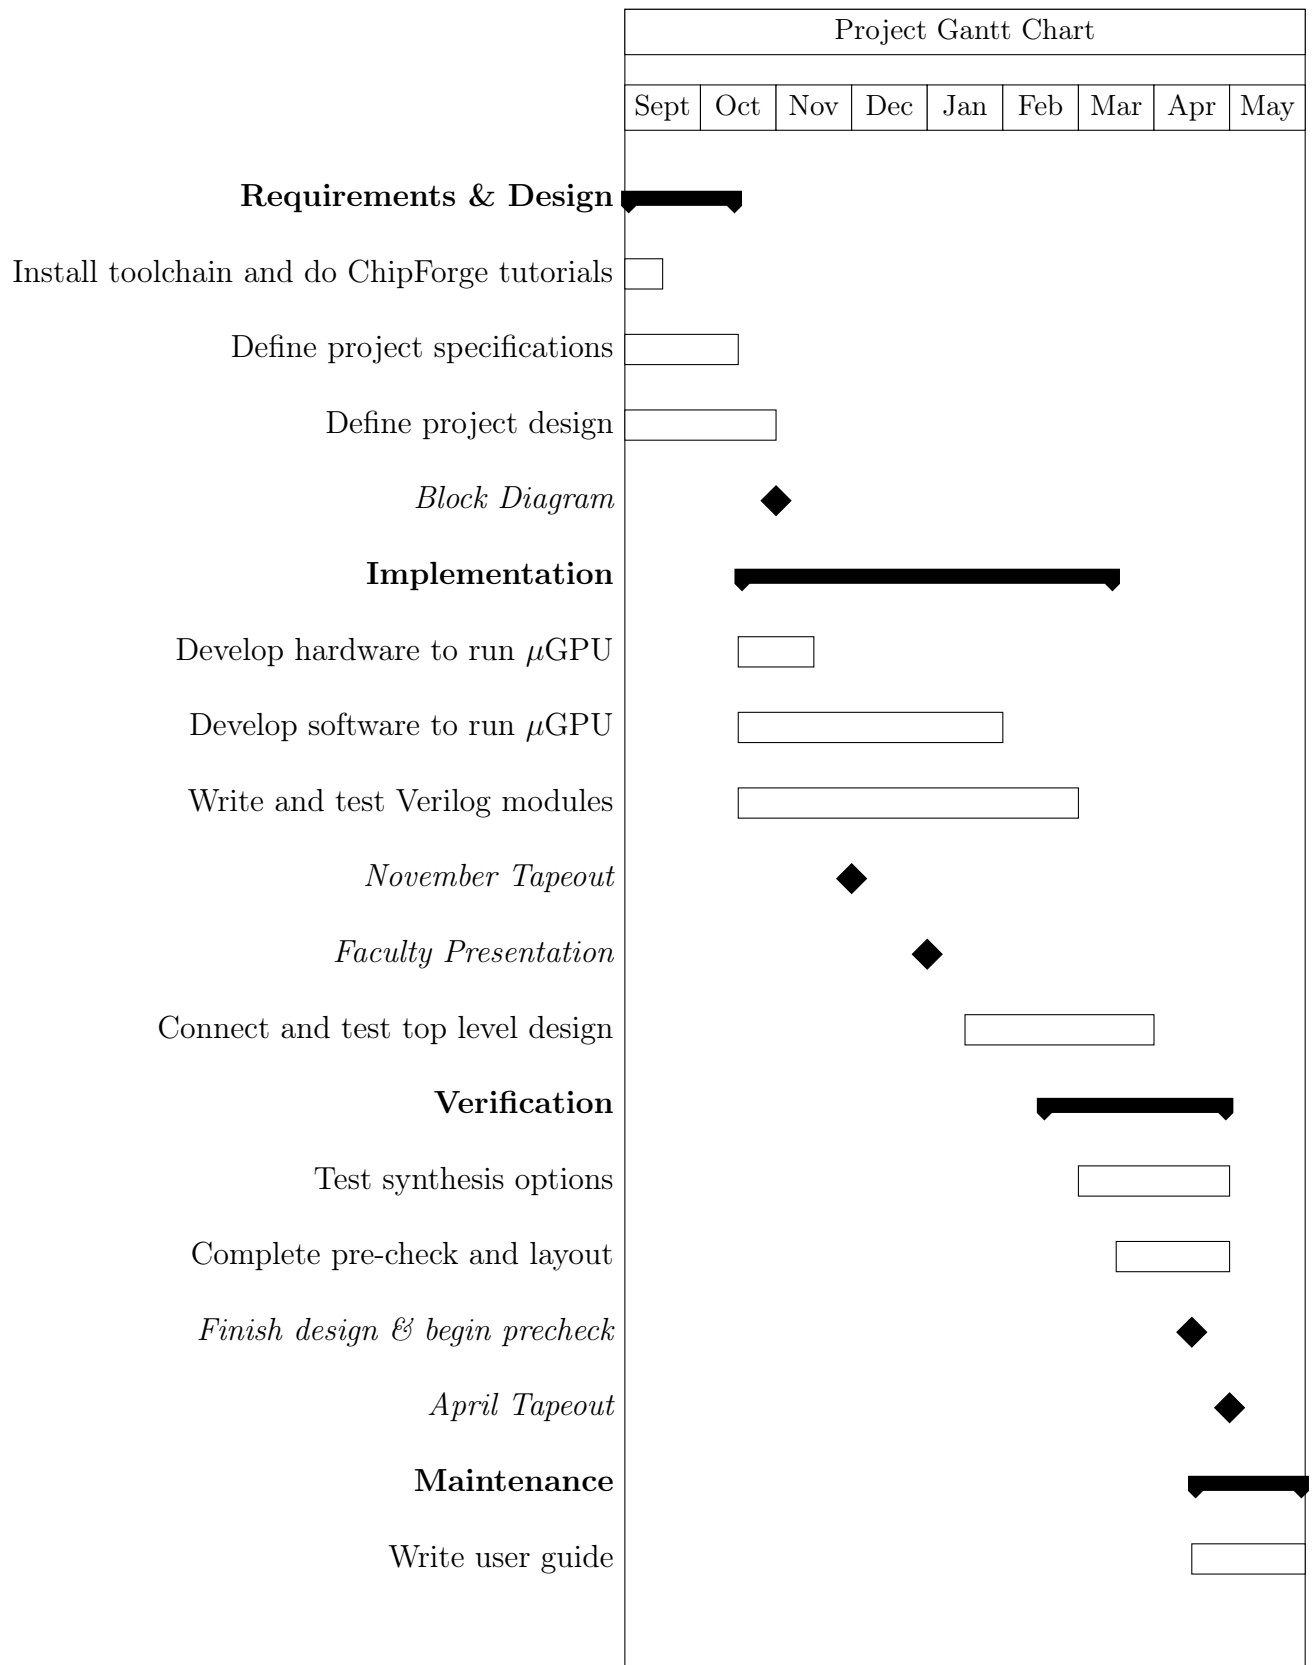 Project Gantt Chart
Sept Oct Nov Dec Jan Feb Mar Apr May
Requirements & Design
Install toolchain and do ChipForge tutorials
Define project specifications
Define project design
Block Diagram
Implementation
Develop hardware to run μGPU
Develop software to run μGPU
Write and test Verilog modules
November Tapeout
Faculty Presentation
Connect and test top level design
Verification
Test synthesis options
Complete pre-check and layout
Finish design & begin precheck
April Tapeout
Maintenance
Write user guide